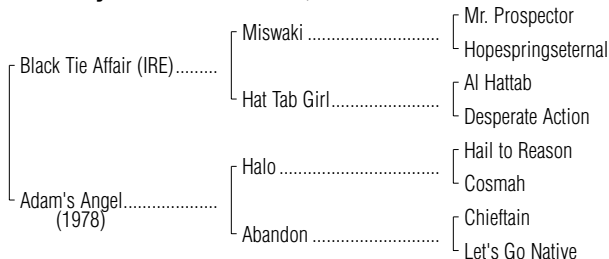 Mr. Prospector
Miswaki
Hopespringseternal
Black Tie Affair (IRE)
Al Hattab
Hat Tab Girl
Desperate Action
Hail to Reason
Halo
Cosmah
Adam's Angel
(1978)
Chieftain
Abandon
Let's Go Native